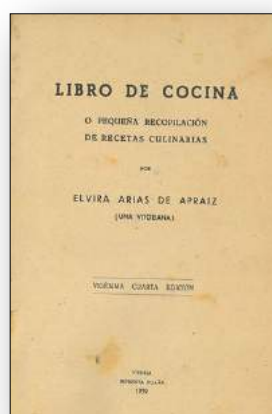 LIBRO DE COCINA
O PEQUEÑA RECOPILACIÓN
DE RECETAS CULINARIAS
POR
ELVIRA ARIAS DE APRAIZ
(UNA VITORIANA)
VIGÉSIMA CUARTA EDICIÓN
VITORIA